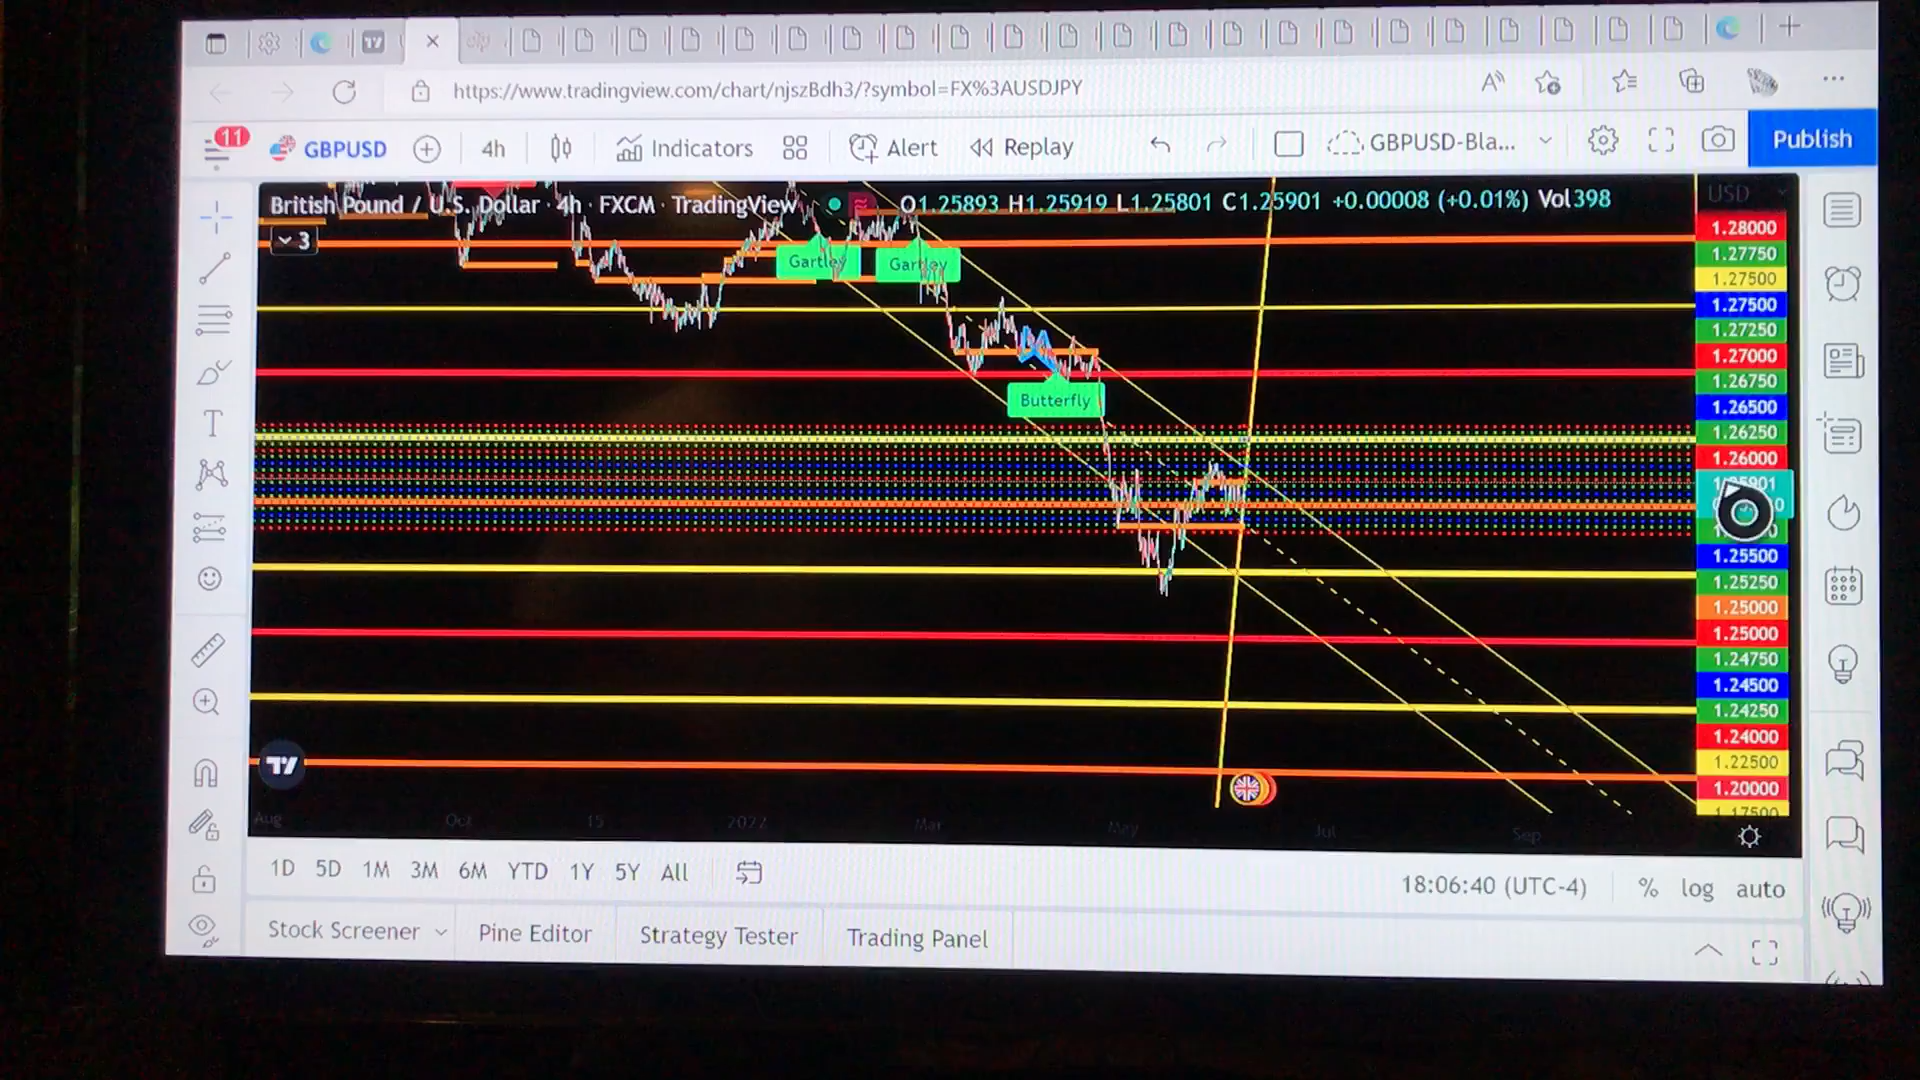 https://www.tradingview.com/chart/njszBdh3/?symbol=FX%3AUSDJPY
11
GBPUSD
4h
Indicators
Alert
Replay
GBPUSD-Bla...
Publish
British Pound / U.S. Dollar · 4h · FXCM · TradingView
O1.25893 H1.25919 L1.25801 C1.25901 +0.00008 (+0.01%) Vol398
USD
3
Gartley
Gartley
Butterfly
1.28000
1.27750
1.27500
1.27500
1.27250
1.27000
1.26750
1.26500
1.26250
1.26000
1.25500
1.25250
1.25000
1.25000
1.24750
1.24500
1.24250
1.24000
1.22500
1.20000
1.17500
Aug
Oct
15
2022
Mar
May
Jul
Sep
1D 5D 1M 3M 6M YTD 1Y 5Y All
18:06:40 (UTC-4)
% log auto
Stock Screener
Pine Editor
Strategy Tester
Trading Panel